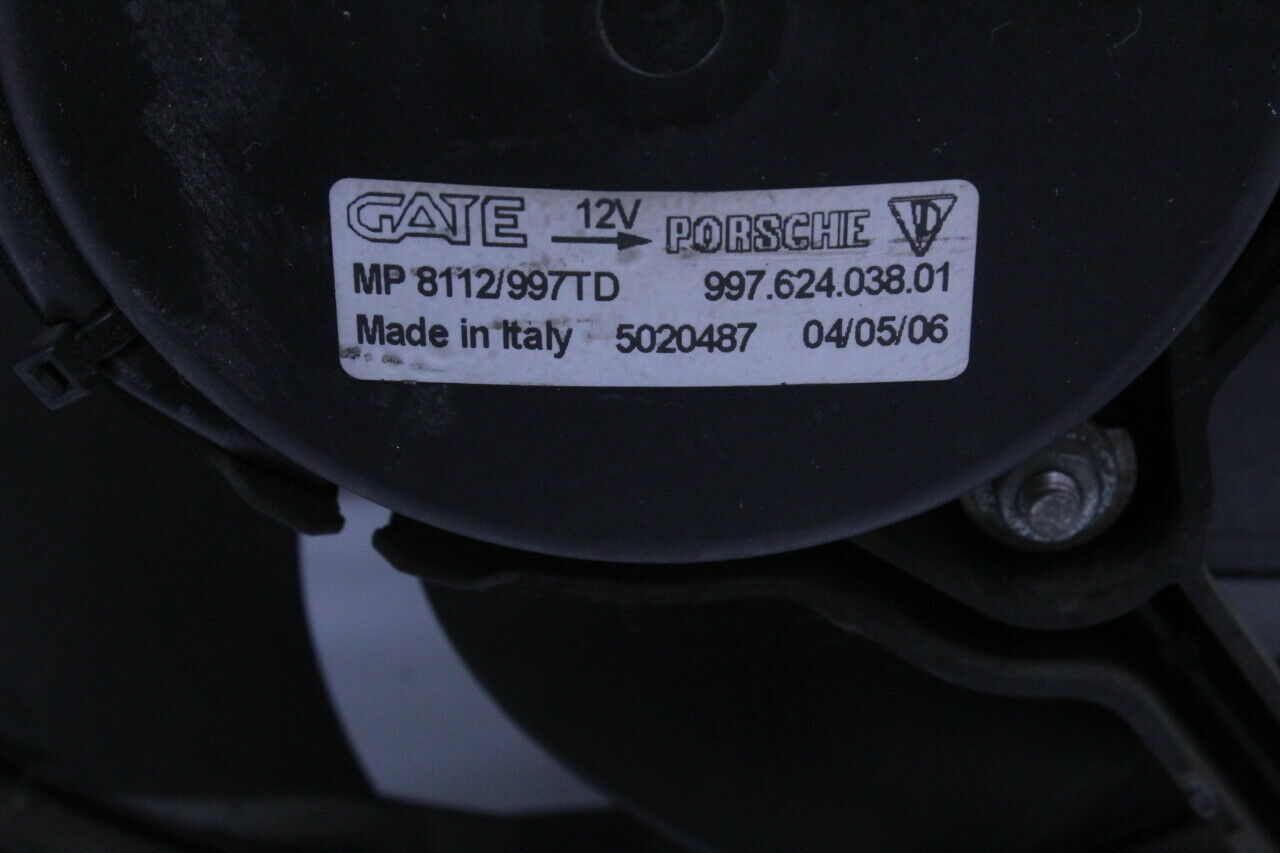 GATE 12V PORSCHE
MP 8112/997TD 997.624.038.01
Made in Italy 5020487 04/05/06